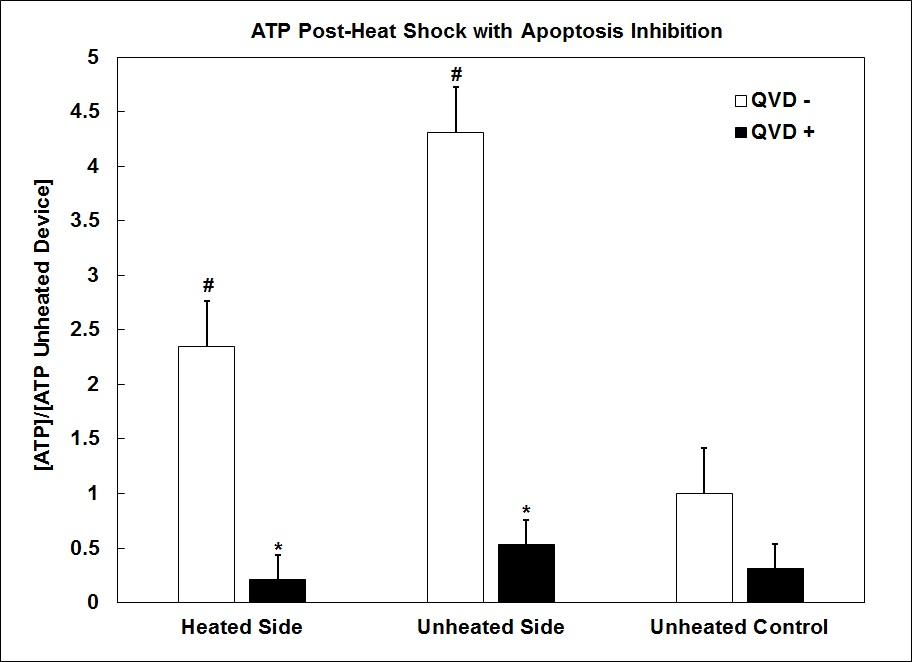 ATP Post-Heat Shock with Apoptosis Inhibition
5
4.5
4
3.5
3
2.5
2
1.5
1
0.5
0
[ATP]/[ATP Unheated Device]
#
#
*
*
QVD -
QVD +
Heated Side
Unheated Side
Unheated Control